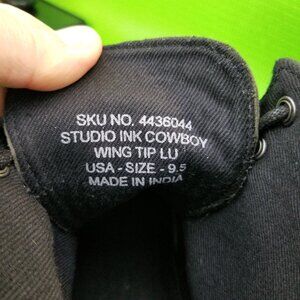 SKU NO. 4436044
STUDIO INK COWBOY
WING TIP LU
USA - SIZE - 9.5
MADE IN INDIA